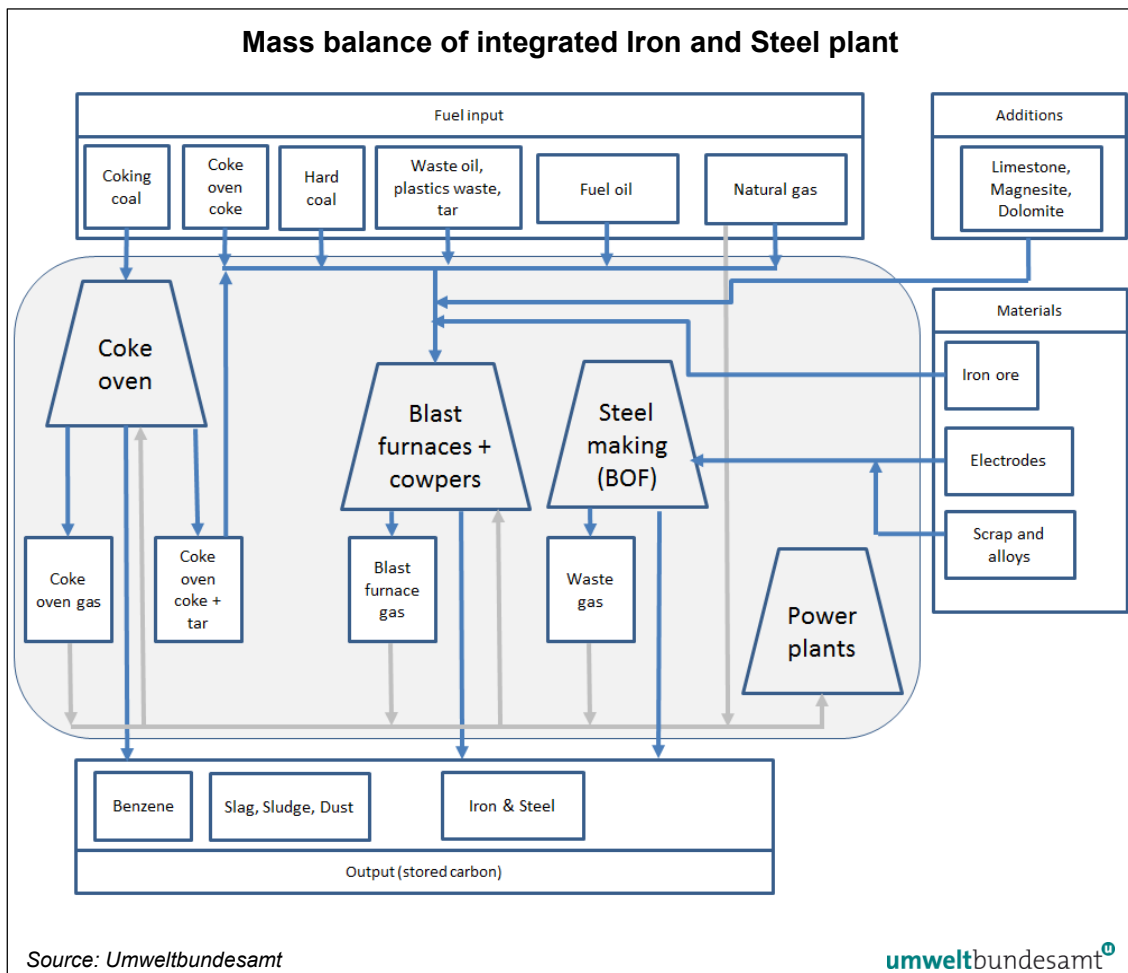 Mass balance of integrated Iron and Steel plant
Fuel input
Additions
Coking
coal
Coke
oven
coke
Hard
coal
Waste oil,
plastics waste,
tar
Fuel oil
Natural gas
Limestone,
Magnesite,
Dolomite
Materials
Iron ore
Electrodes
Scrap and
alloys
Coke
oven
Blast
furnaces +
cowpers
Steel
making
(BOF)
Power
plants
Coke
oven gas
Coke
oven
coke +
tar
Blast
furnace
gas
Waste
gas
Benzene
Slag, Sludge, Dust
Iron & Steel
Output (stored carbon)
Source: Umweltbundesamt
umweltbundesamt u